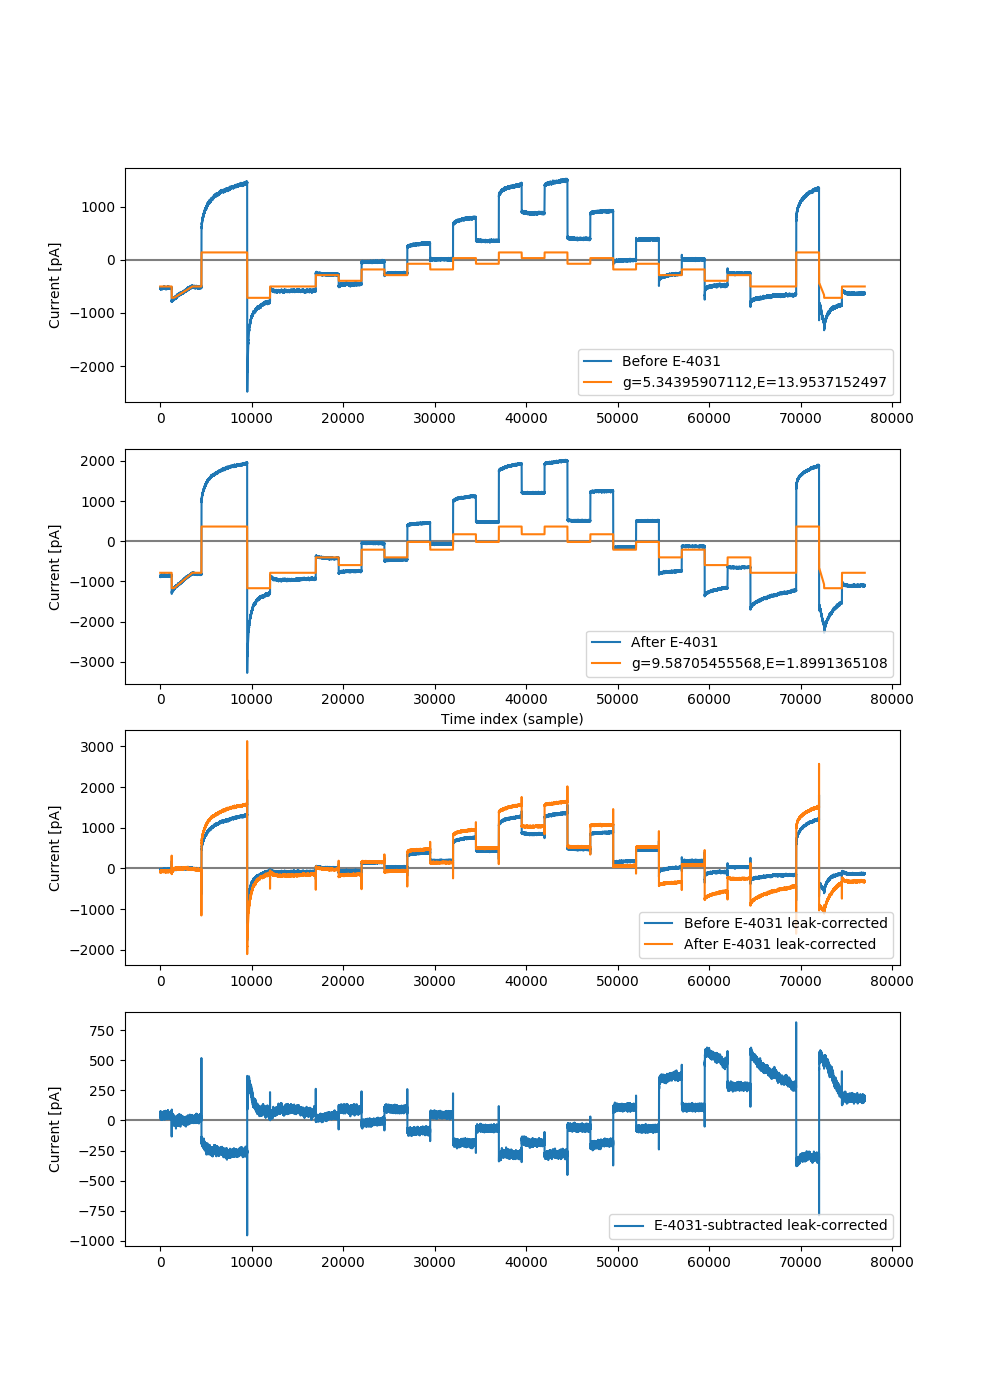 1000
0
−1000
−2000
Current [pA]
Before E-4031
g=5.34395907112,E=13.9537152497
0 10000 20000 30000 40000 50000 60000 70000 80000
2000
1000
0
−1000
−2000
−3000
Current [pA]
After E-4031
g=9.58705455568,E=1.8991365108
0 10000 20000 30000 40000 50000 60000 70000 80000
Time index (sample)
3000
2000
1000
0
−1000
−2000
Current [pA]
Before E-4031 leak-corrected
After E-4031 leak-corrected
0 10000 20000 30000 40000 50000 60000 70000 80000
750
500
250
0
−250
−500
−750
−1000
Current [pA]
E-4031-subtracted leak-corrected
0 10000 20000 30000 40000 50000 60000 70000 80000